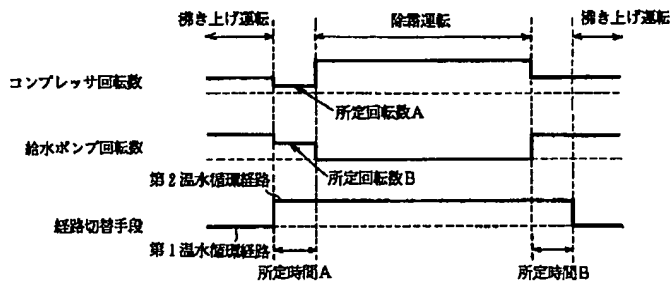 沸き上げ運転
除霜運転
沸き上げ運転
コンプレッサ回転数
所定回転数A
給水ポンプ回転数
所定回転数B
第2温水循環経路
経路切替手段
第1温水循環経路
所定時間A
所定時間B